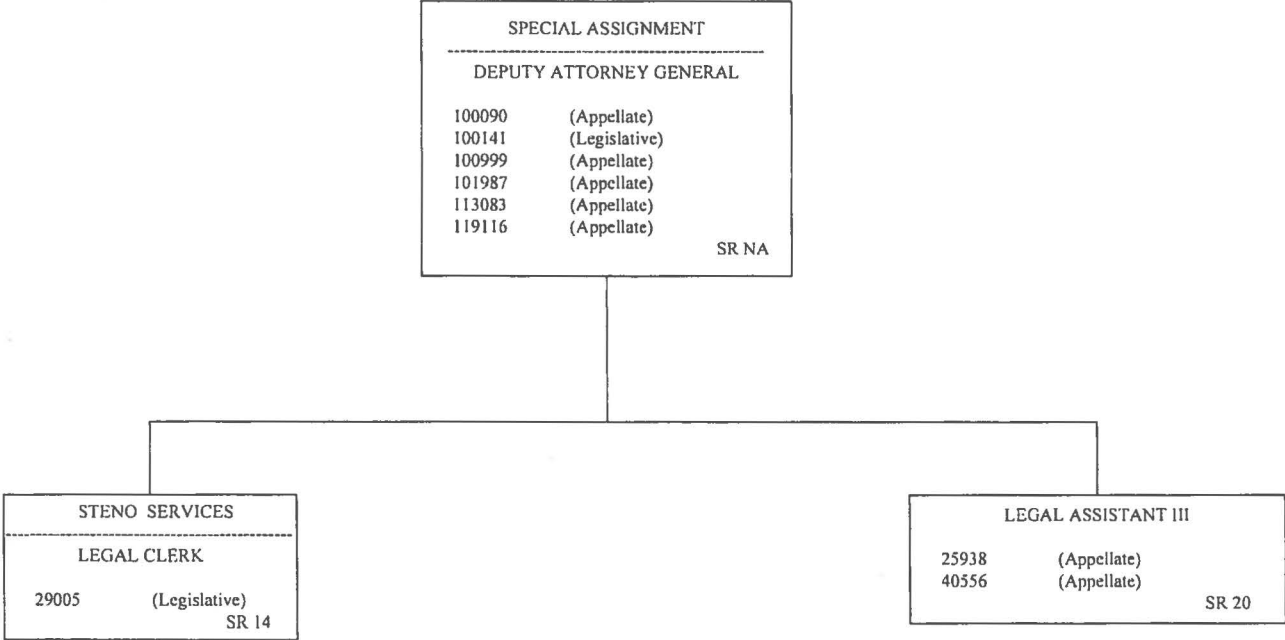 SPECIAL ASSIGNMENT
DEPUTY ATTORNEY GENERAL
100090 (Appellate)
100141 (Legislative)
100999 (Appellate)
101987 (Appellate)
113083 (Appellate)
119116 (Appellate)
SR NA
STENO SERVICES
LEGAL CLERK
29005 (Legislative)
SR 14
LEGAL ASSISTANT III
25938 (Appellate)
40556 (Appellate)
SR 20